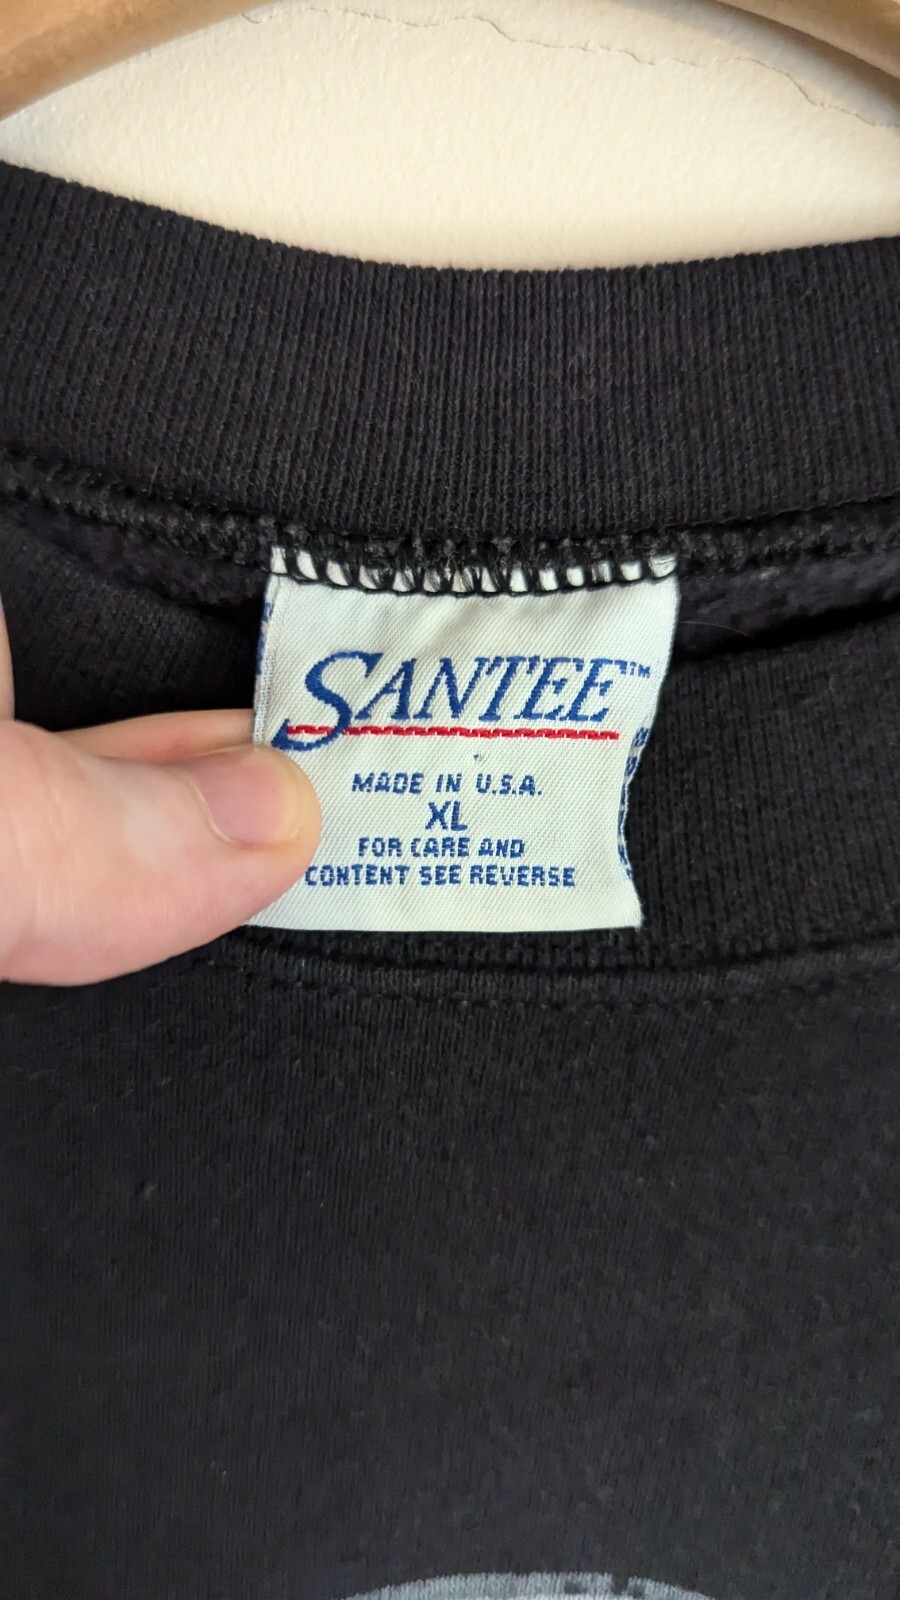 SANTEE™
MADE IN U.S.A.
XL
FOR CARE AND
CONTENT SEE REVERSE